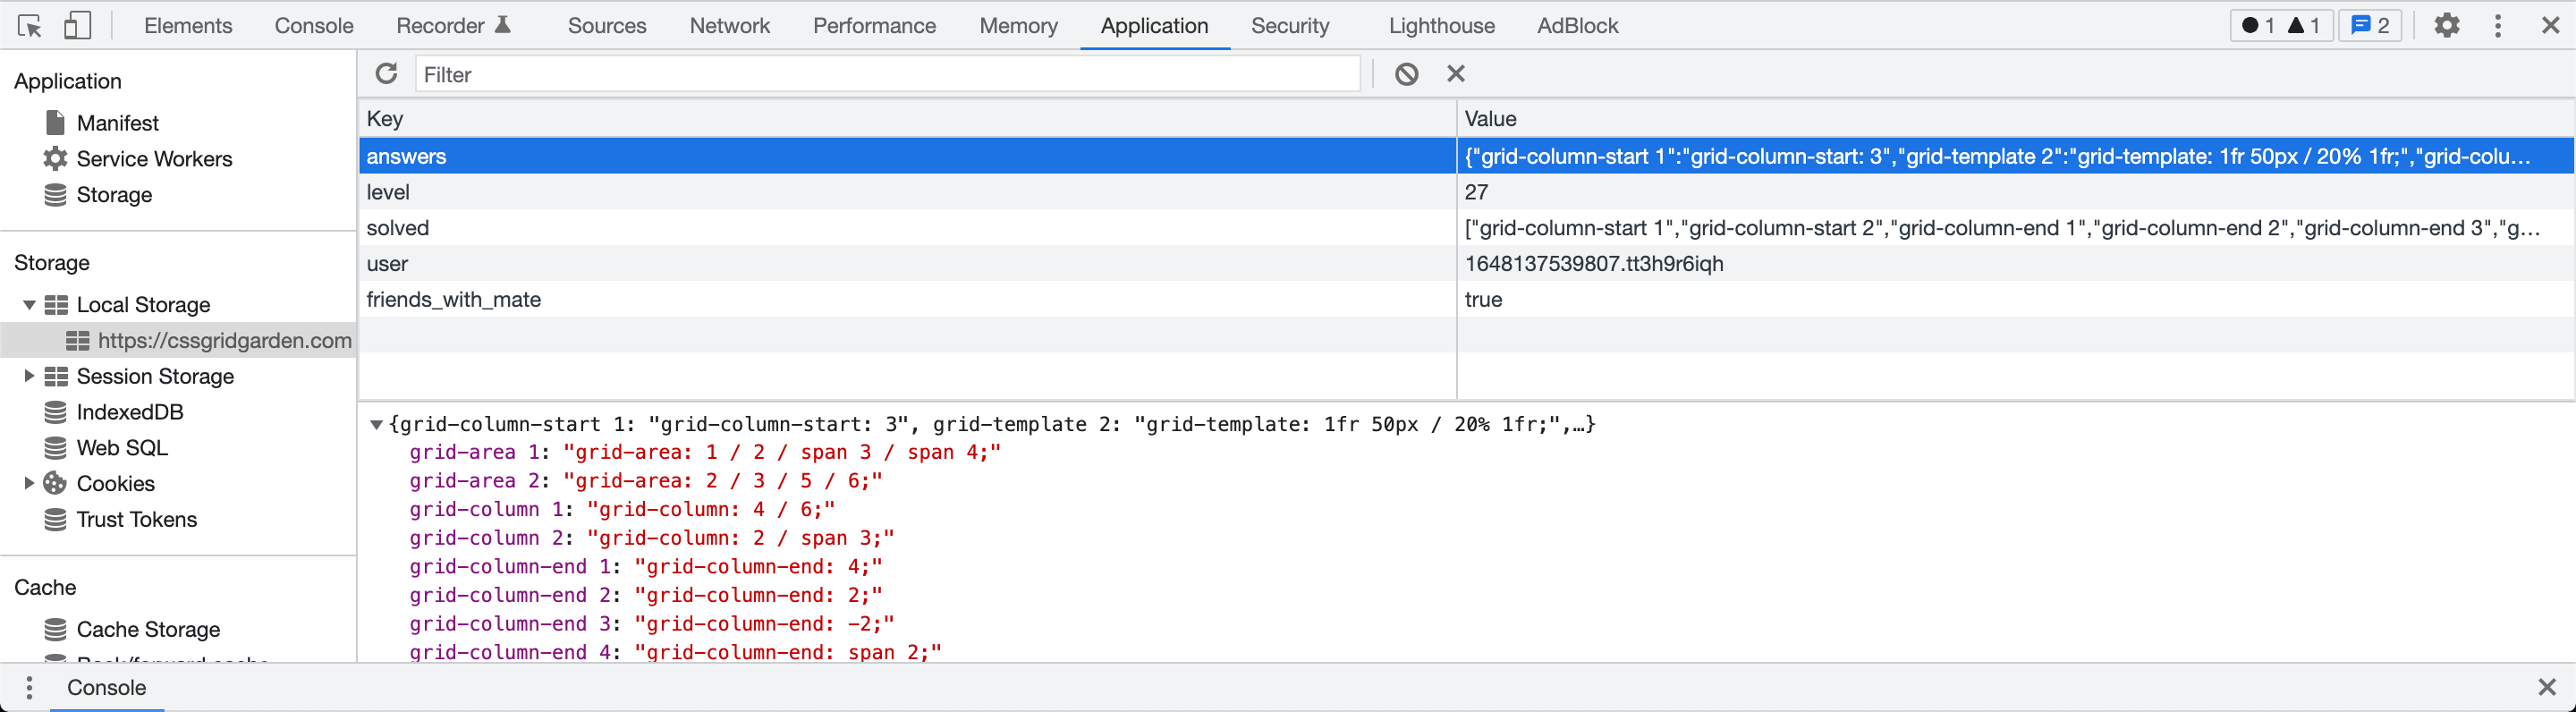 Elements Console Recorder Sources Network Performance Memory Application Security Lighthouse AdBlock 1 1 2
Application
Manifest
Service Workers
Storage
Storage
Local Storage
https://cssgridgarden.com
Session Storage
IndexedDB
Web SQL
Cookies
Trust Tokens
Cache
Cache Storage
Back/forward cache
Filter
Key Value
answers {"grid-column-start 1":"grid-column-start: 3","grid-template 2":"grid-template: 1fr 50px / 20% 1fr;","grid-colu…
level 27
solved ["grid-column-start 1","grid-column-start 2","grid-column-end 1","grid-column-end 2","grid-column-end 3","g…
user 1648137539807.tt3h9r6iqh
friends_with_mate true
{grid-column-start 1: "grid-column-start: 3", grid-template 2: "grid-template: 1fr 50px / 20% 1fr;",…}
grid-area 1: "grid-area: 1 / 2 / span 3 / span 4;"
grid-area 2: "grid-area: 2 / 3 / 5 / 6;"
grid-column 1: "grid-column: 4 / 6;"
grid-column 2: "grid-column: 2 / span 3;"
grid-column-end 1: "grid-column-end: 4;"
grid-column-end 2: "grid-column-end: 2;"
grid-column-end 3: "grid-column-end: -2;"
grid-column-end 4: "grid-column-end: span 2;"
Console